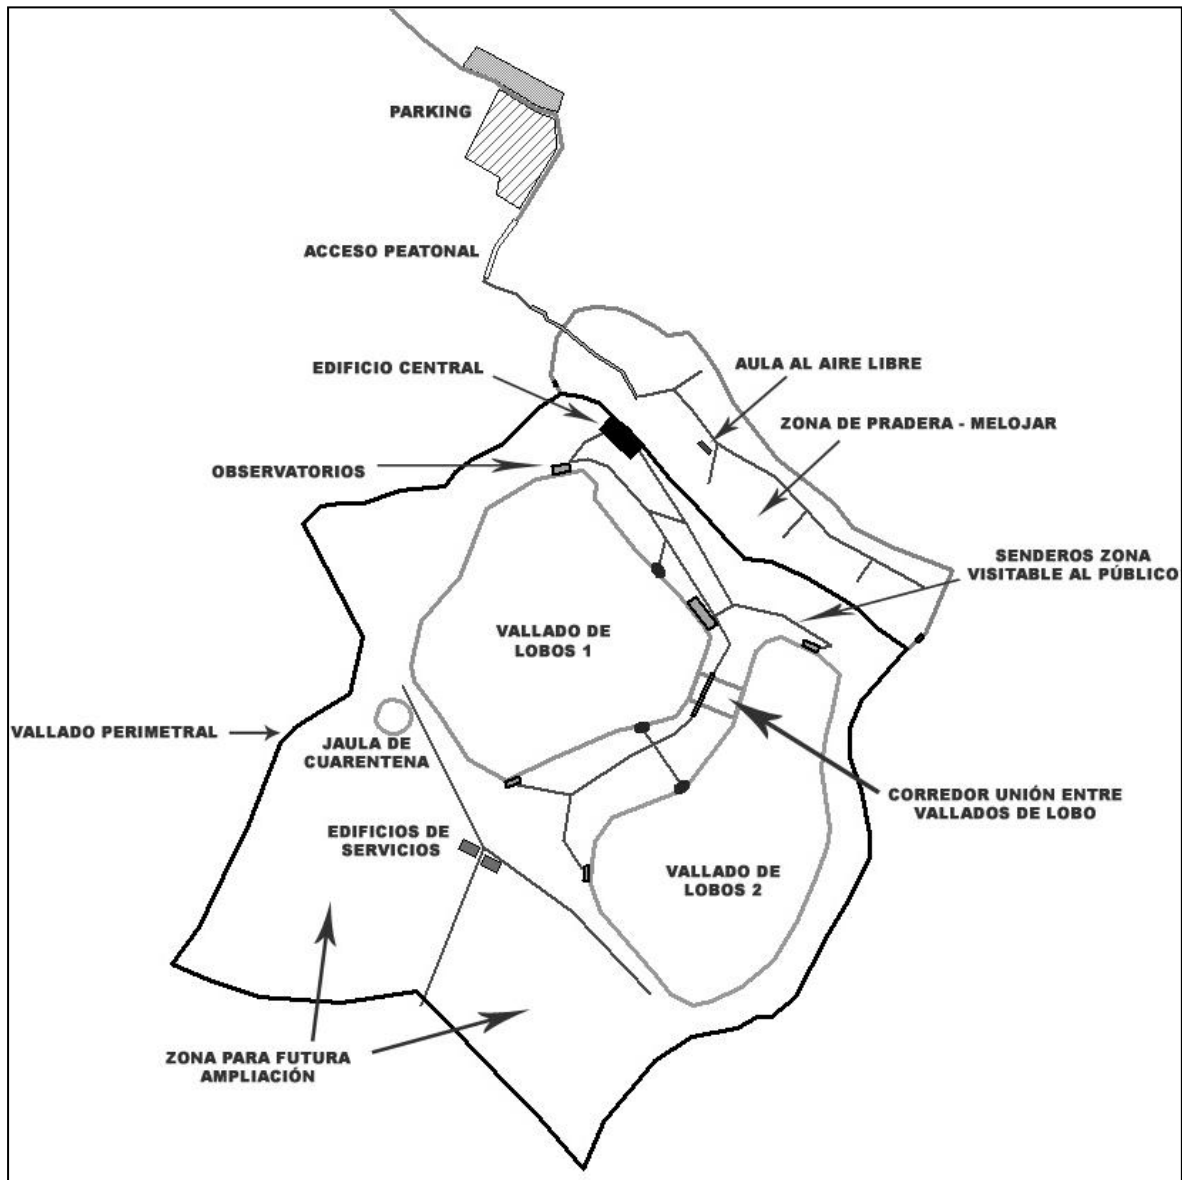 PARKING
ACCESO PEATONAL
EDIFICIO CENTRAL
AULA AL AIRE LIBRE
ZONA DE PRADERA - MELOJAR
OBSERVATORIOS
SENDEROS ZONA
VISITABLE AL PÚBLICO
VALLADO DE
LOBOS 1
VALLADO PERIMETRAL
JAULA DE
CUARENTENA
CORREDOR UNIÓN ENTRE
VALLADOS DE LOBO
EDIFICIOS DE
SERVICIOS
VALLADO DE
LOBOS 2
ZONA PARA FUTURA
AMPLIACIÓN